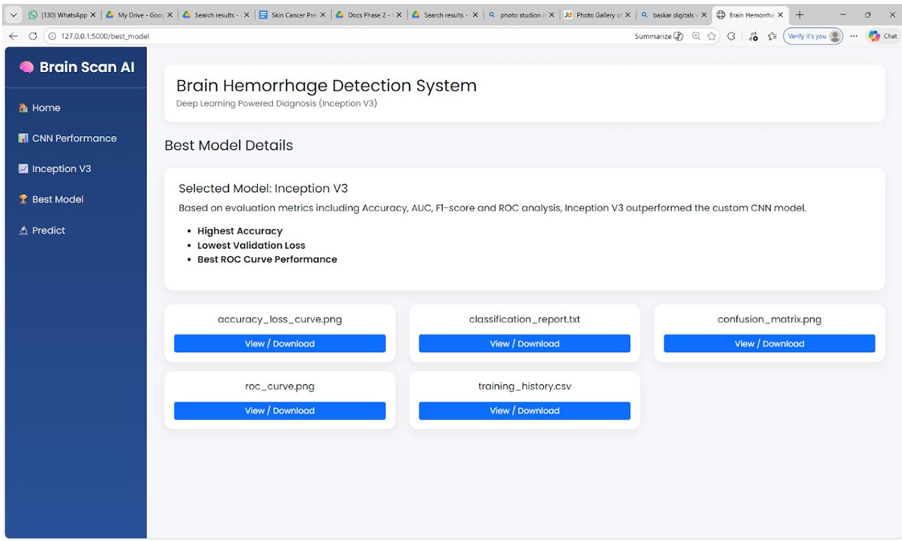 (130) WhatsApp
My Drive - Goo
Search results -
Skin Cancer Pre
Docs Phase 2 -
Search results -
photo studion i
Photo Gallery o
baskar digitals
Brain Hemorrha
127.0.0.1:5000/best_model
Summarize
Verify it's you
Chat
Brain Scan AI
Home
CNN Performance
Inception V3
Best Model
Predict
Brain Hemorrhage Detection System
Deep Learning Powered Diagnosis (Inception V3)
Best Model Details
Selected Model: Inception V3
Based on evaluation metrics including Accuracy, AUC, F1-score and ROC analysis, Inception V3 outperformed the custom CNN model.
• Highest Accuracy
• Lowest Validation Loss
• Best ROC Curve Performance
accuracy_loss_curve.png
View / Download
classification_report.txt
View / Download
confusion_matrix.png
View / Download
roc_curve.png
View / Download
training_history.csv
View / Download